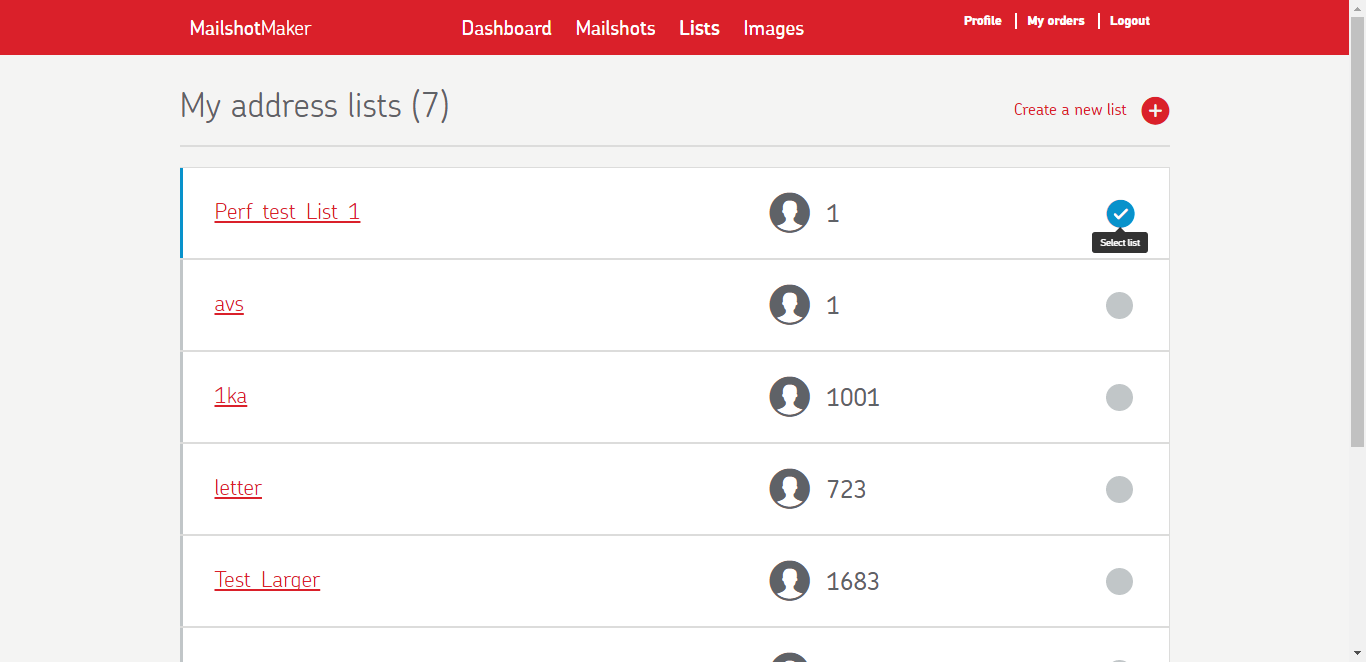 MailshotMaker Dashboard Mailshots Lists Images Profile My orders Logout
My address lists (7)
Create a new list
Perf_test_List_1 1
Select list
avs 1
1ka 1001
letter 723
Test_Larger 1683